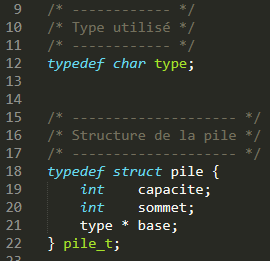 9 /* ------------ */
10 /* Type utilisé */
11 /* ------------ */
12 typedef char type;
13
14
15 /* --------------------- */
16 /* Structure de la pile */
17 /* --------------------- */
18 typedef struct pile {
19     int    capacite;
20     int    sommet;
21     type * base;
22 } pile_t;
23